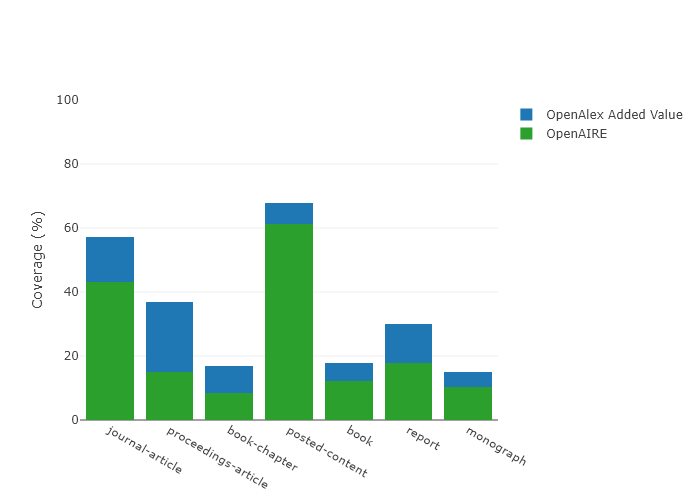 100
80
60
40
20
0
Coverage (%)
journal-article
proceedings-article
book-chapter
posted-content
book
report
monograph
OpenAlex Added Value
OpenAIRE